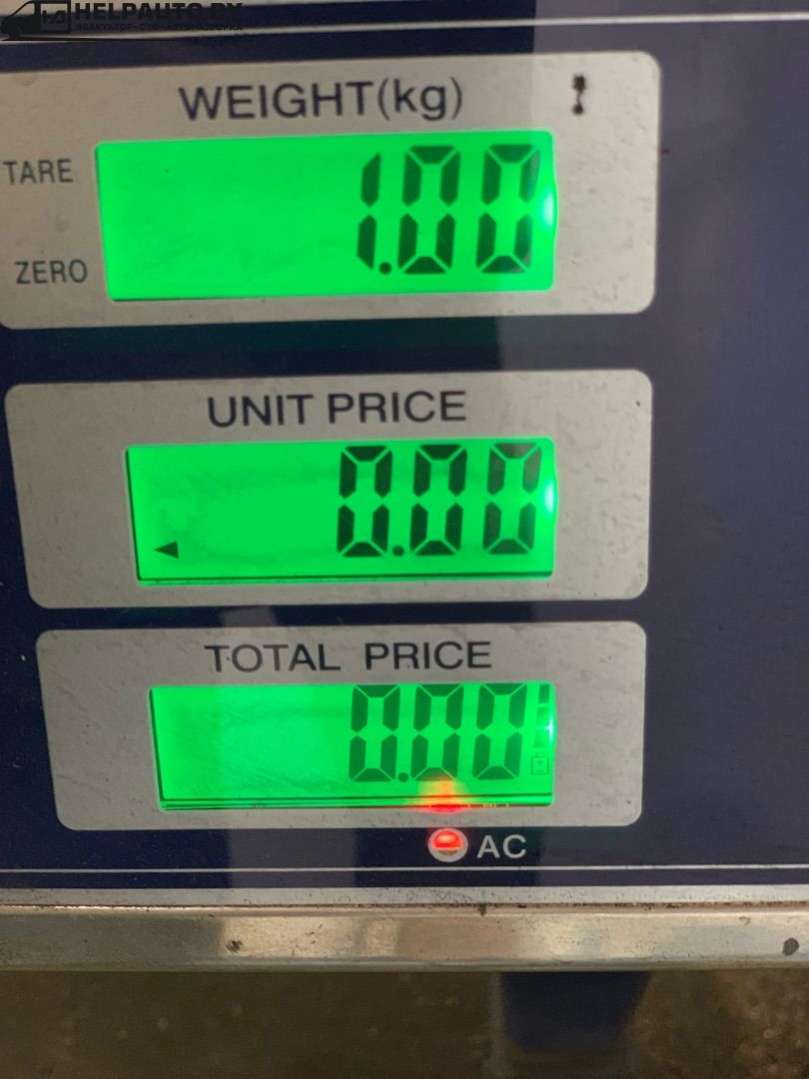 HELPAUTO.BY
WEIGHT(kg)
TARE
1.00
ZERO
UNIT PRICE
0.00
TOTAL PRICE
0.00
AC